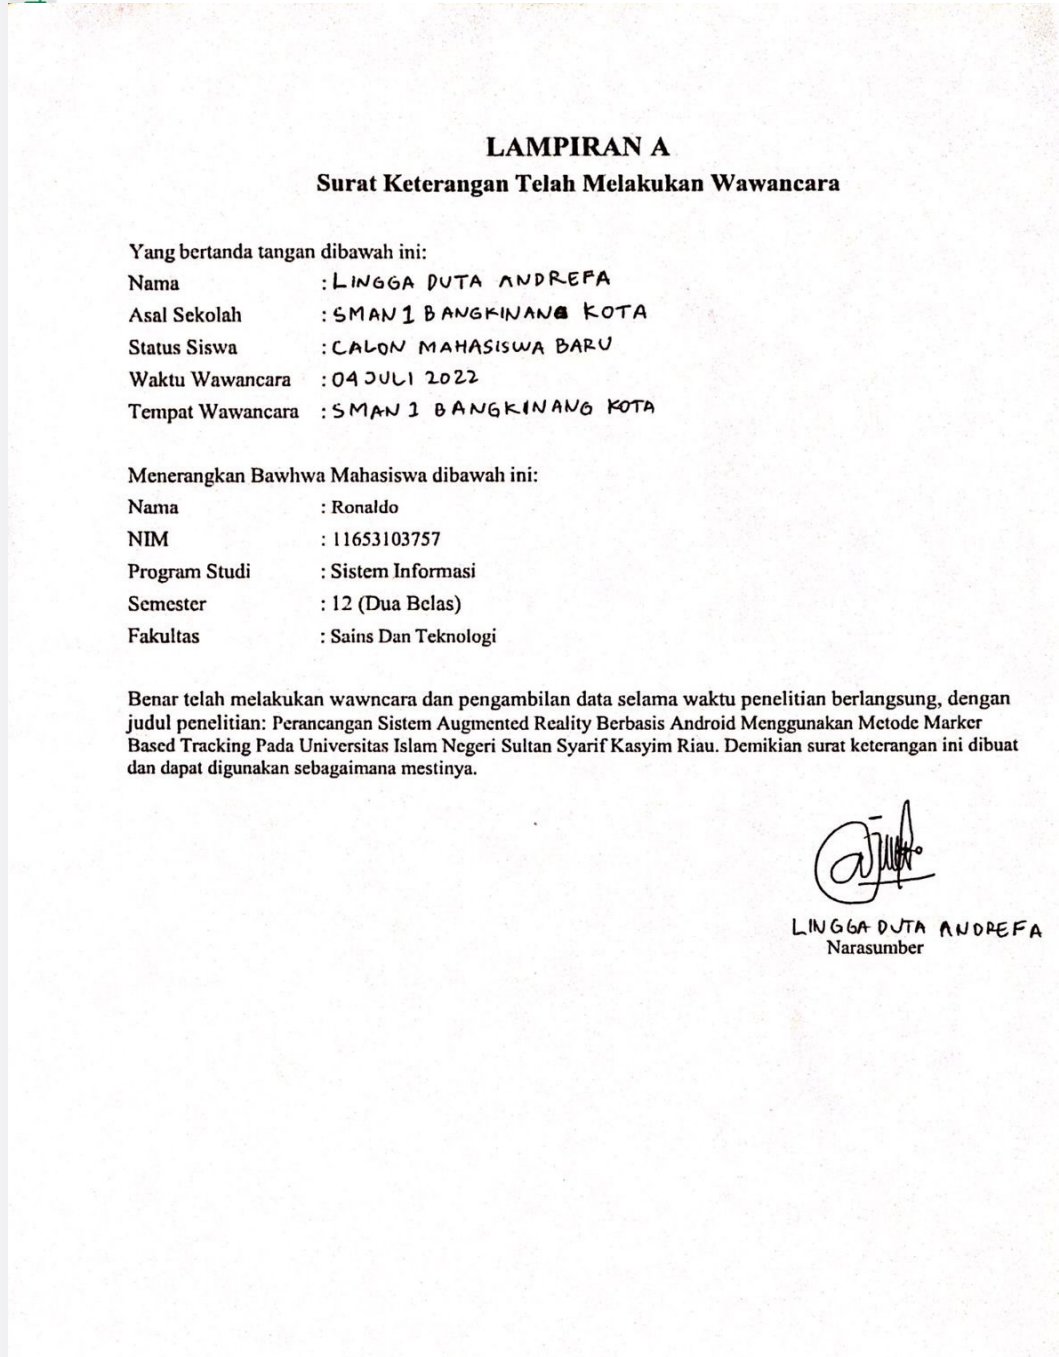 LAMPIRAN A
Surat Keterangan Telah Melakukan Wawancara
Yang bertanda tangan dibawah ini:
Nama : LINGGA DUTA ANDREFA
Asal Sekolah : SMAN 1 BANGKINANG KOTA
Status Siswa : CALON MAHASISWA BARU
Waktu Wawancara : 04 JULI 2022
Tempat Wawancara : SMAN 1 BANGKINANG KOTA
Menerangkan Bawhwa Mahasiswa dibawah ini:
Nama : Ronaldo
NIM : 11653103757
Program Studi : Sistem Informasi
Semester : 12 (Dua Belas)
Fakultas : Sains Dan Teknologi
Benar telah melakukan wawncara dan pengambilan data selama waktu penelitian berlangsung, dengan
judul penelitian: Perancangan Sistem Augmented Reality Berbasis Android Menggunakan Metode Marker
Based Tracking Pada Universitas Islam Negeri Sultan Syarif Kasyim Riau. Demikian surat keterangan ini dibuat
dan dapat digunakan sebagaimana mestinya.
LINGGA DUTA ANDREFA
Narasumber